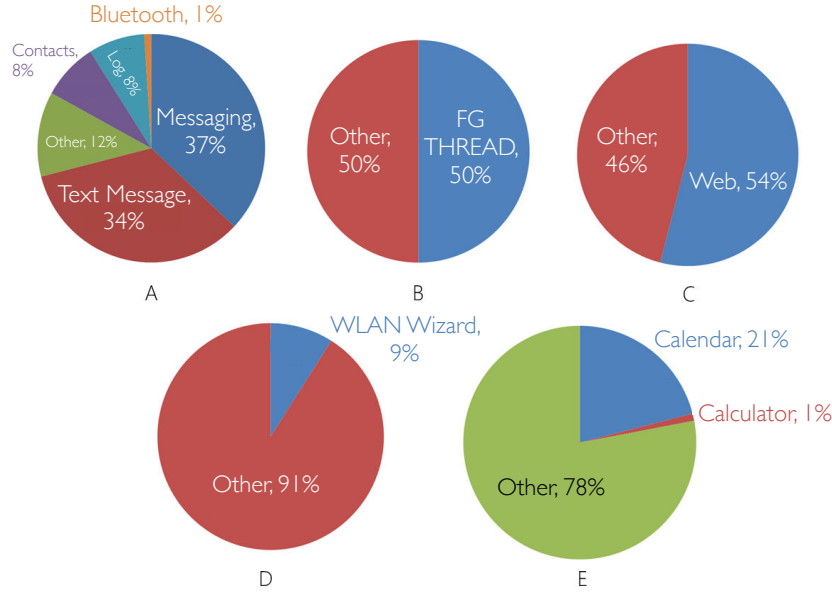 Bluetooth, 1%
Contacts,
8%
Log, 8%
Messaging,
37%
Other, 12%
Text Message,
34%
A
Other,
50%
FG
THREAD,
50%
B
Other,
46%
Web, 54%
C
WLAN Wizard,
9%
Other, 91%
D
Calendar, 21%
Calculator, 1%
Other, 78%
E